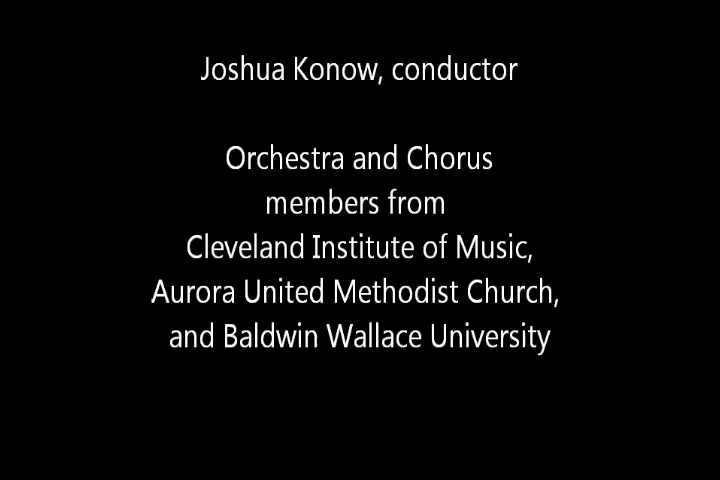 Joshua Konow, conductor
Orchestra and Chorus
members from
Cleveland Institute of Music,
Aurora United Methodist Church,
and Baldwin Wallace University